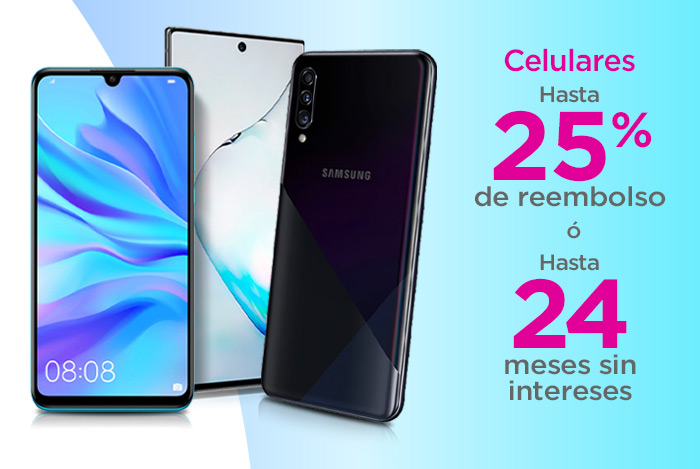 08:08
SAMSUNG
Celulares
Hasta
25%
de reembolso
ó
Hasta
24
meses sin
intereses